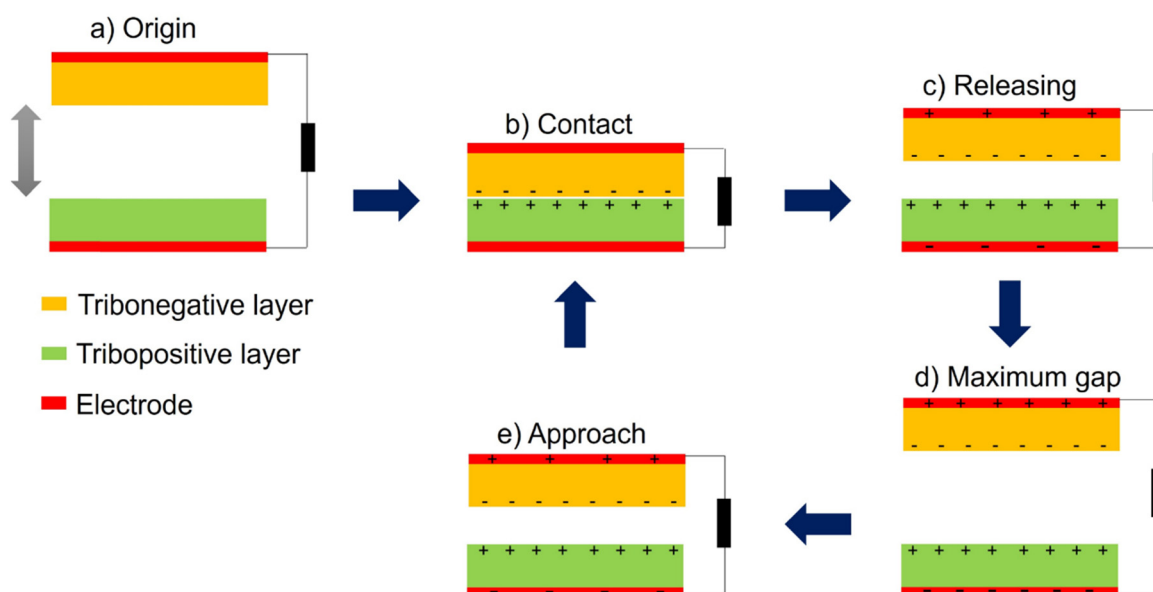 a) Origin
b) Contact
c) Releasing
- - - - - - - -
+ + + + + + + +
+ + + +
- - - - - - -
+ + + + + + + +
- - - -
Tribonegative layer
Tribopositive layer
Electrode
d) Maximum gap
+ + + + + +
- - - - - - -
+ + + + + + + +
- - - - - - -
e) Approach
+ + + +
- - - - - - - -
+ + + + + + + +
- - - -